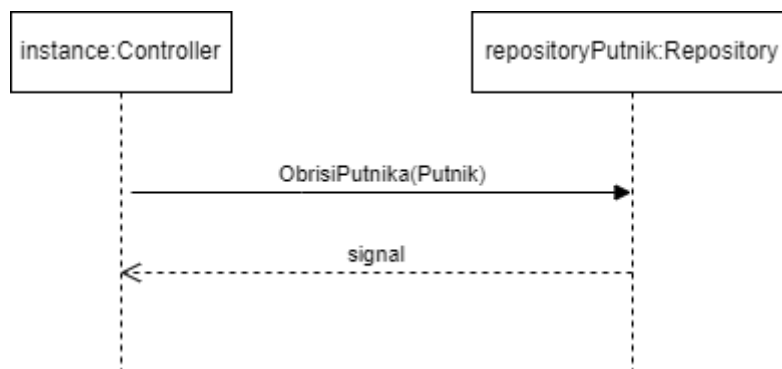 instance:Controller
repositoryPutnik:Repository
ObrisiPutnika(Putnik)
signal